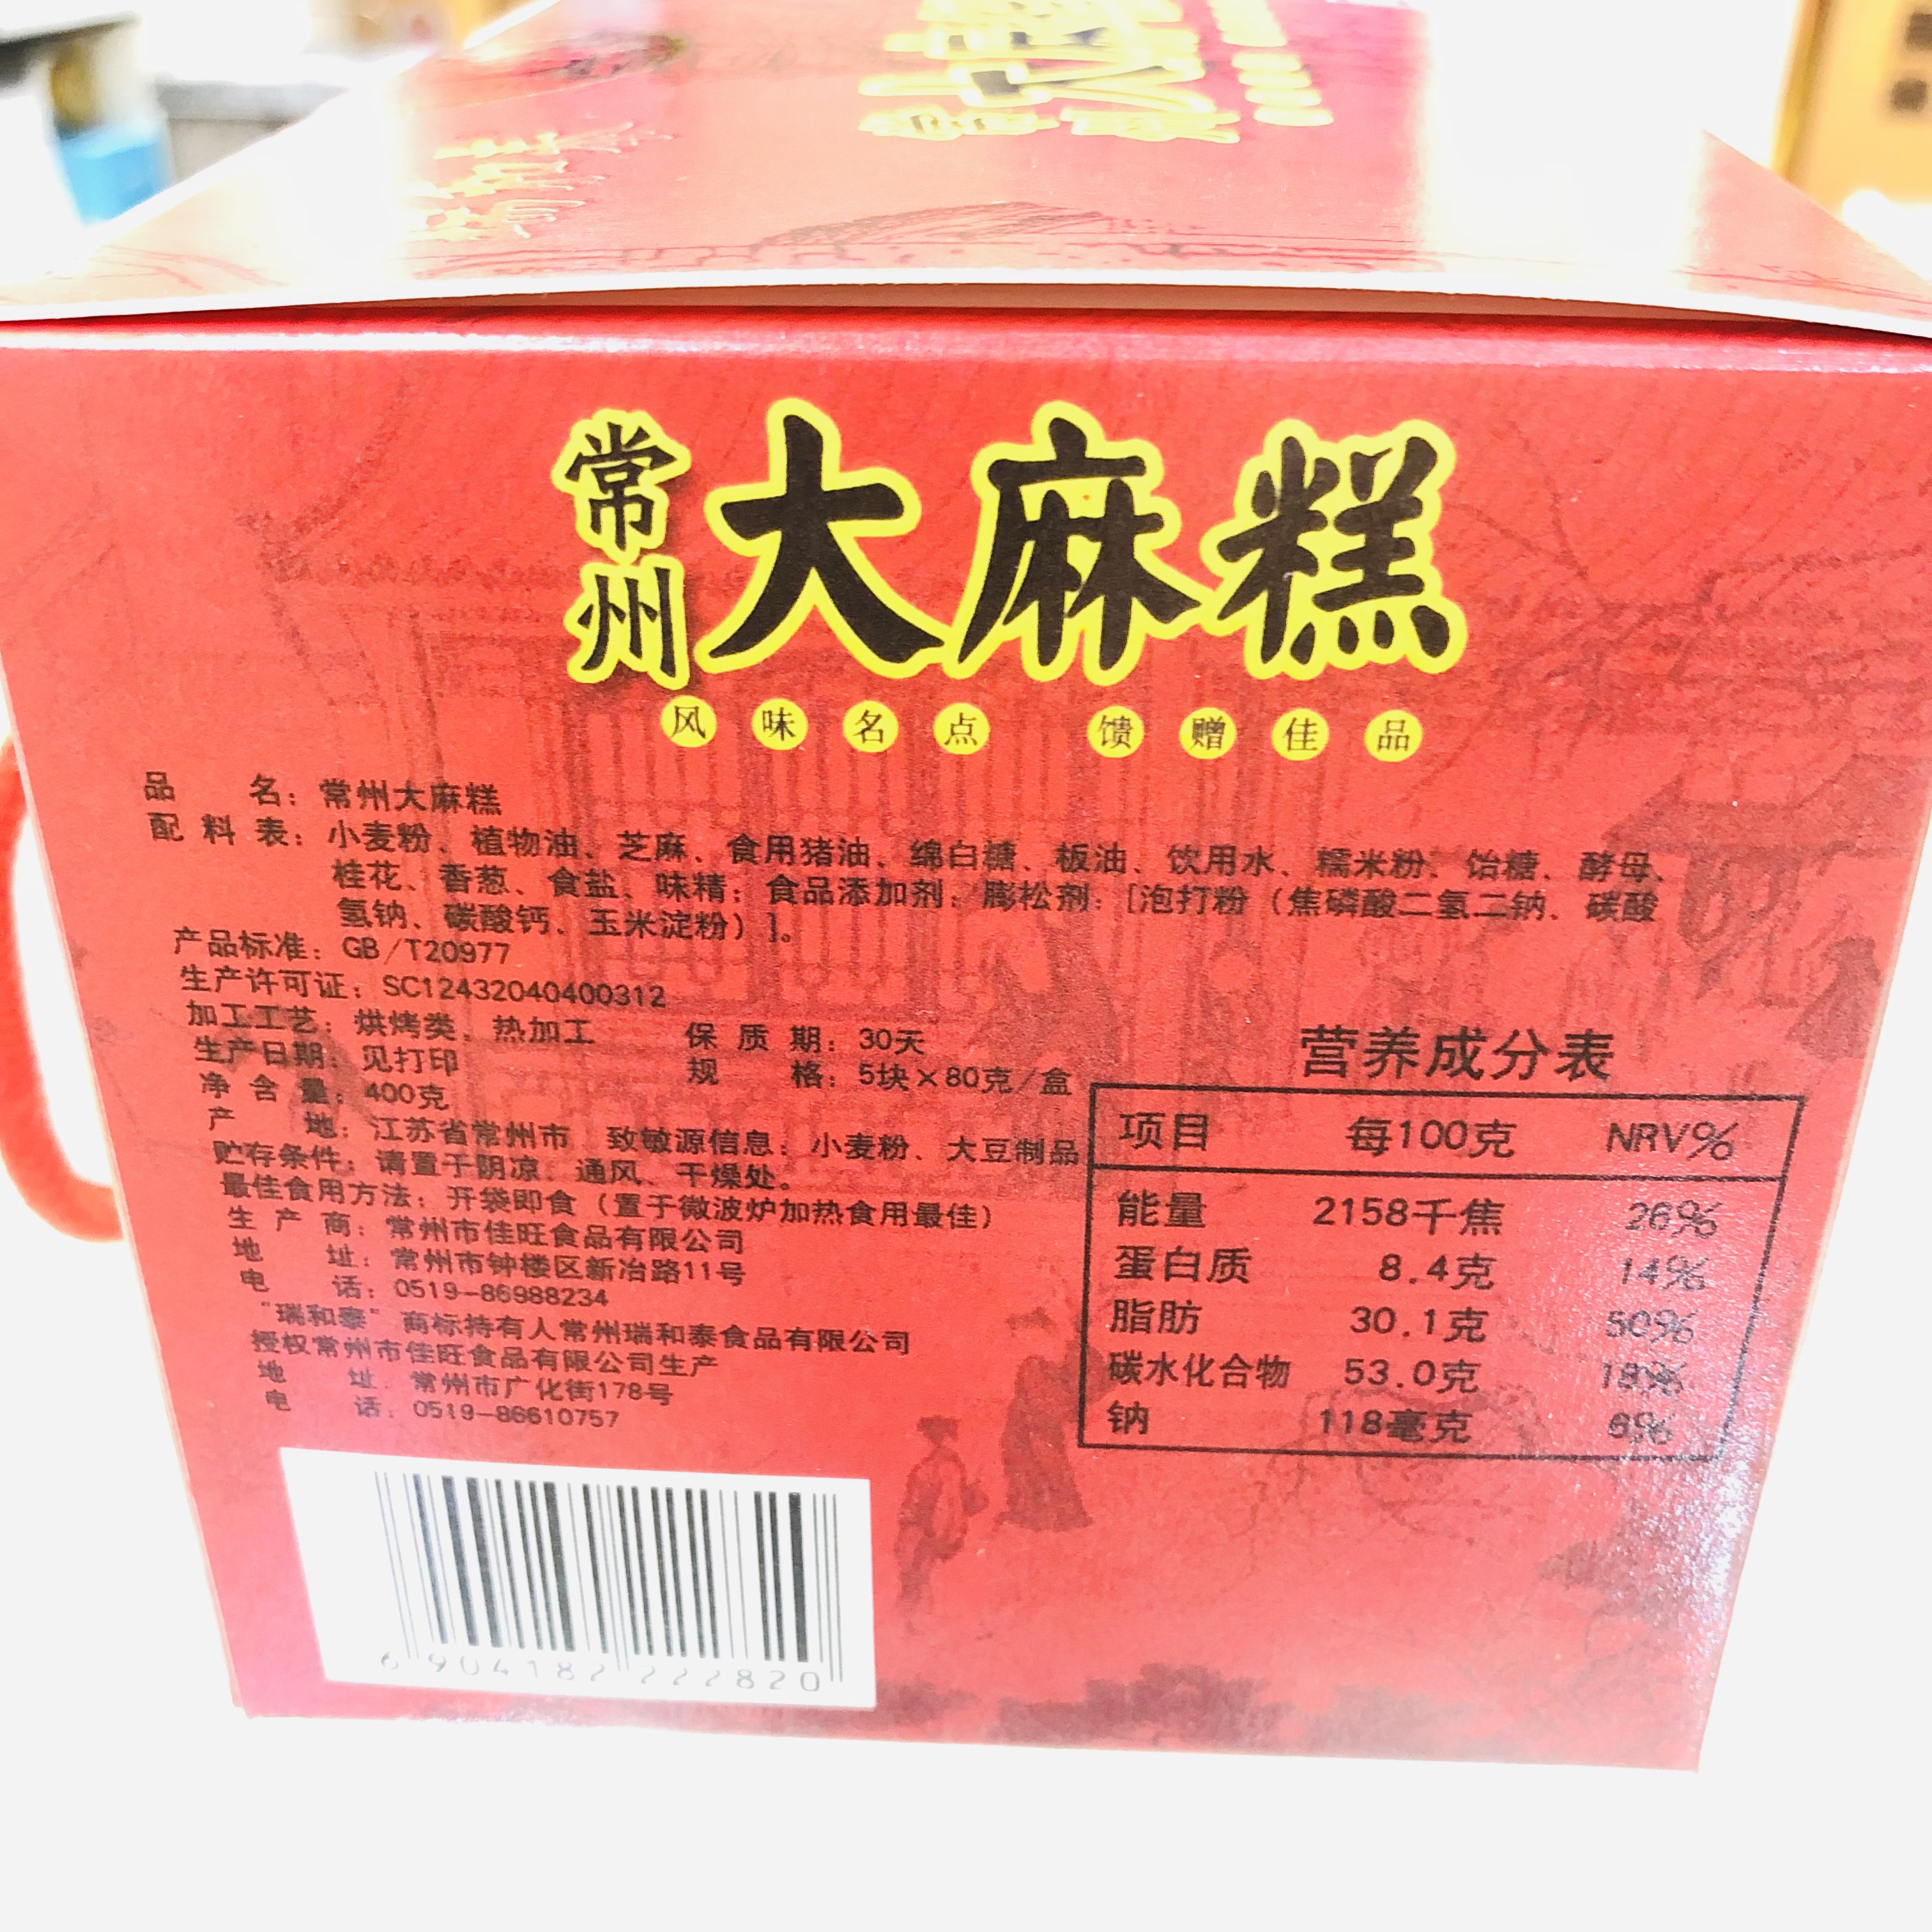 常州
大麻糕
风味名点 馈赠佳品
品名：常州大麻糕
配料表：小麦粉、植物油、芝麻、食用猪油、绵白糖、板油、饮用水、糯米粉、饴糖、酵母、
桂花、香葱、食盐、味精；食品添加剂：膨松剂：[泡打粉（焦磷酸二氢二钠、碳酸
氢钠、碳酸钙、玉米淀粉）]。
产品标准：GB/T20977
生产许可证：SC12432040400312
加工工艺：烘烤类、热加工 保质期：30天
生产日期：见打印 规格：5块×80克/盒
净含量：400克
产地：江苏省常州市 致敏源信息：小麦粉、大豆制品
贮存条件：请置于阴凉、通风、干燥处。
最佳食用方法：开袋即食（置于微波炉加热食用最佳）
生产商：常州市佳旺食品有限公司
地址：常州市钟楼区新冶路11号
电话：0519-86988234
“瑞和泰”商标持有人常州瑞和泰食品有限公司
授权常州市佳旺食品有限公司生产
地址：常州市广化街178号
电话：0519-86610757
营养成分表
项目 每100克 NRV%
能量 2158千焦 26%
蛋白质 8.4克 14%
脂肪 30.1克 50%
碳水化合物 53.0克 18%
钠 118毫克 6%
6 904182 222820